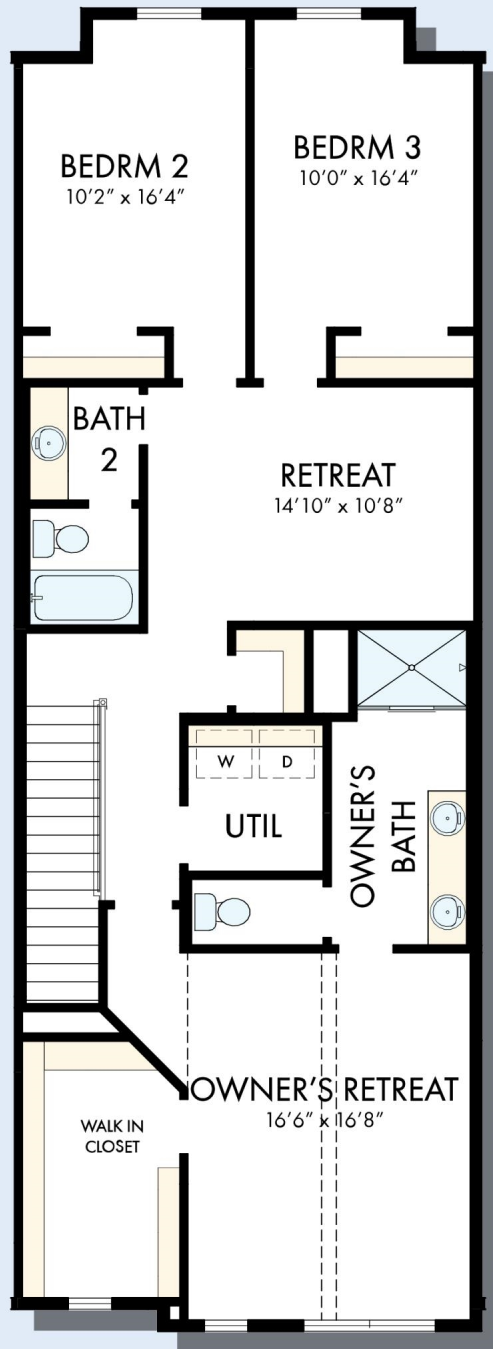 BEDRM 2
10’2” x 16’4”
BEDRM 3
10’0” x 16’4”
BATH
2
RETREAT
14’10” x 10’8”
W
D
UTIL
OWNER’S
BATH
OWNER’S RETREAT
16’6” x 16’8”
WALK IN
CLOSET